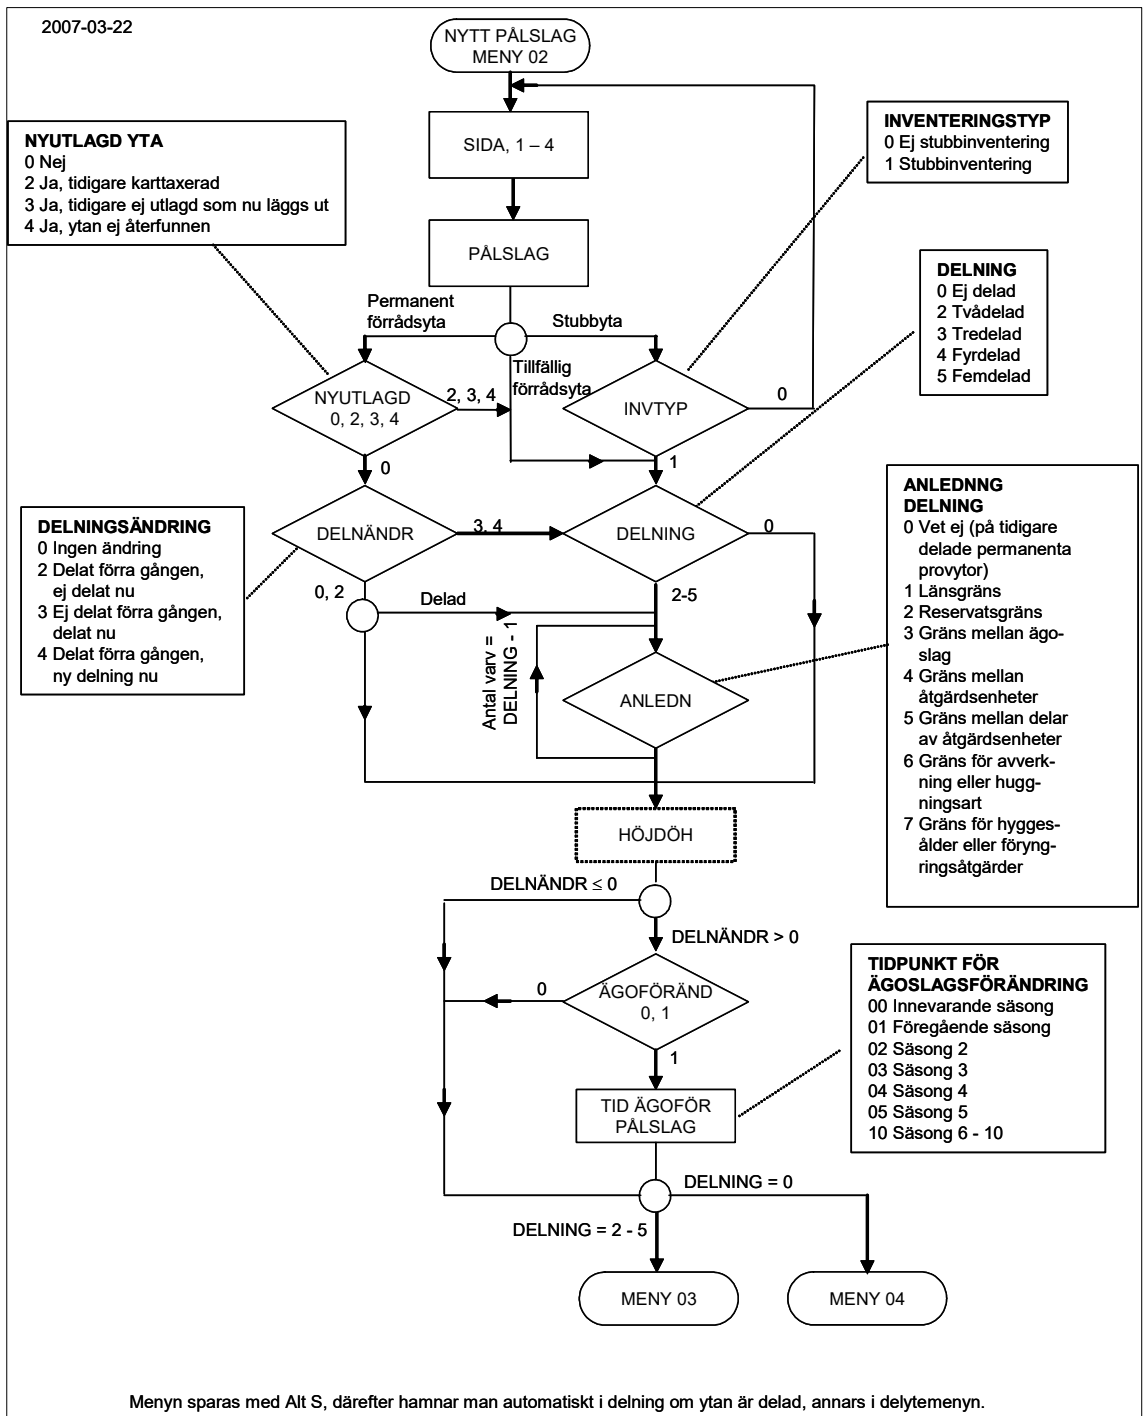 2007-03-22
NYTT PÅLSLAG
MENY 02
SIDA, 1 – 4
PÅLSLAG
NYUTLAGD YTA
0 Nej
2 Ja, tidigare karttaxerad
3 Ja, tidigare ej utlagd som nu läggs ut
4 Ja, ytan ej återfunnen
INVENTERINGSTYP
0 Ej stubbinventering
1 Stubbinventering
DELNING
0 Ej delad
2 Tvådelad
3 Tredelad
4 Fyrdelad
5 Femdelad
Permanent
förrådsyta
Stubbyta
Tillfällig
förrådsyta
NYUTLAGD
0, 2, 3, 4
2, 3, 4
INVTYP
0
0
1
DELNINGSÄNDRING
0 Ingen ändring
2 Delat förra gången,
ej delat nu
3 Ej delat förra gången,
delat nu
4 Delat förra gången,
ny delning nu
DELNÄNDR
3, 4
DELNING
0
0, 2
Delad
2-5
Antal varv =
DELNING - 1
ANLEDN
ANLEDNNG
DELNING
0 Vet ej (på tidigare
delade permanenta
provytor)
1 Länsgräns
2 Reservatsgräns
3 Gräns mellan ägo-
slag
4 Gräns mellan
åtgärdsenheter
5 Gräns mellan delar
av åtgärdsenheter
6 Gräns för avverk-
ning eller hugg-
ningsart
7 Gräns för hygges-
ålder eller föryng-
ringsåtgärder
HÖJDÖH
DELNÄNDR ≤ 0
DELNÄNDR > 0
0
ÄGOFÖRÄND
0, 1
1
TID ÄGOFÖR
PÅLSLAG
TIDPUNKT FÖR
ÄGOSLAGSFÖRÄNDRING
00 Innevarande säsong
01 Föregående säsong
02 Säsong 2
03 Säsong 3
04 Säsong 4
05 Säsong 5
10 Säsong 6 - 10
DELNING = 0
DELNING = 2 - 5
MENY 03
MENY 04
Menyn sparas med Alt S, därefter hamnar man automatiskt i delning om ytan är delad, annars i delytemenyn.